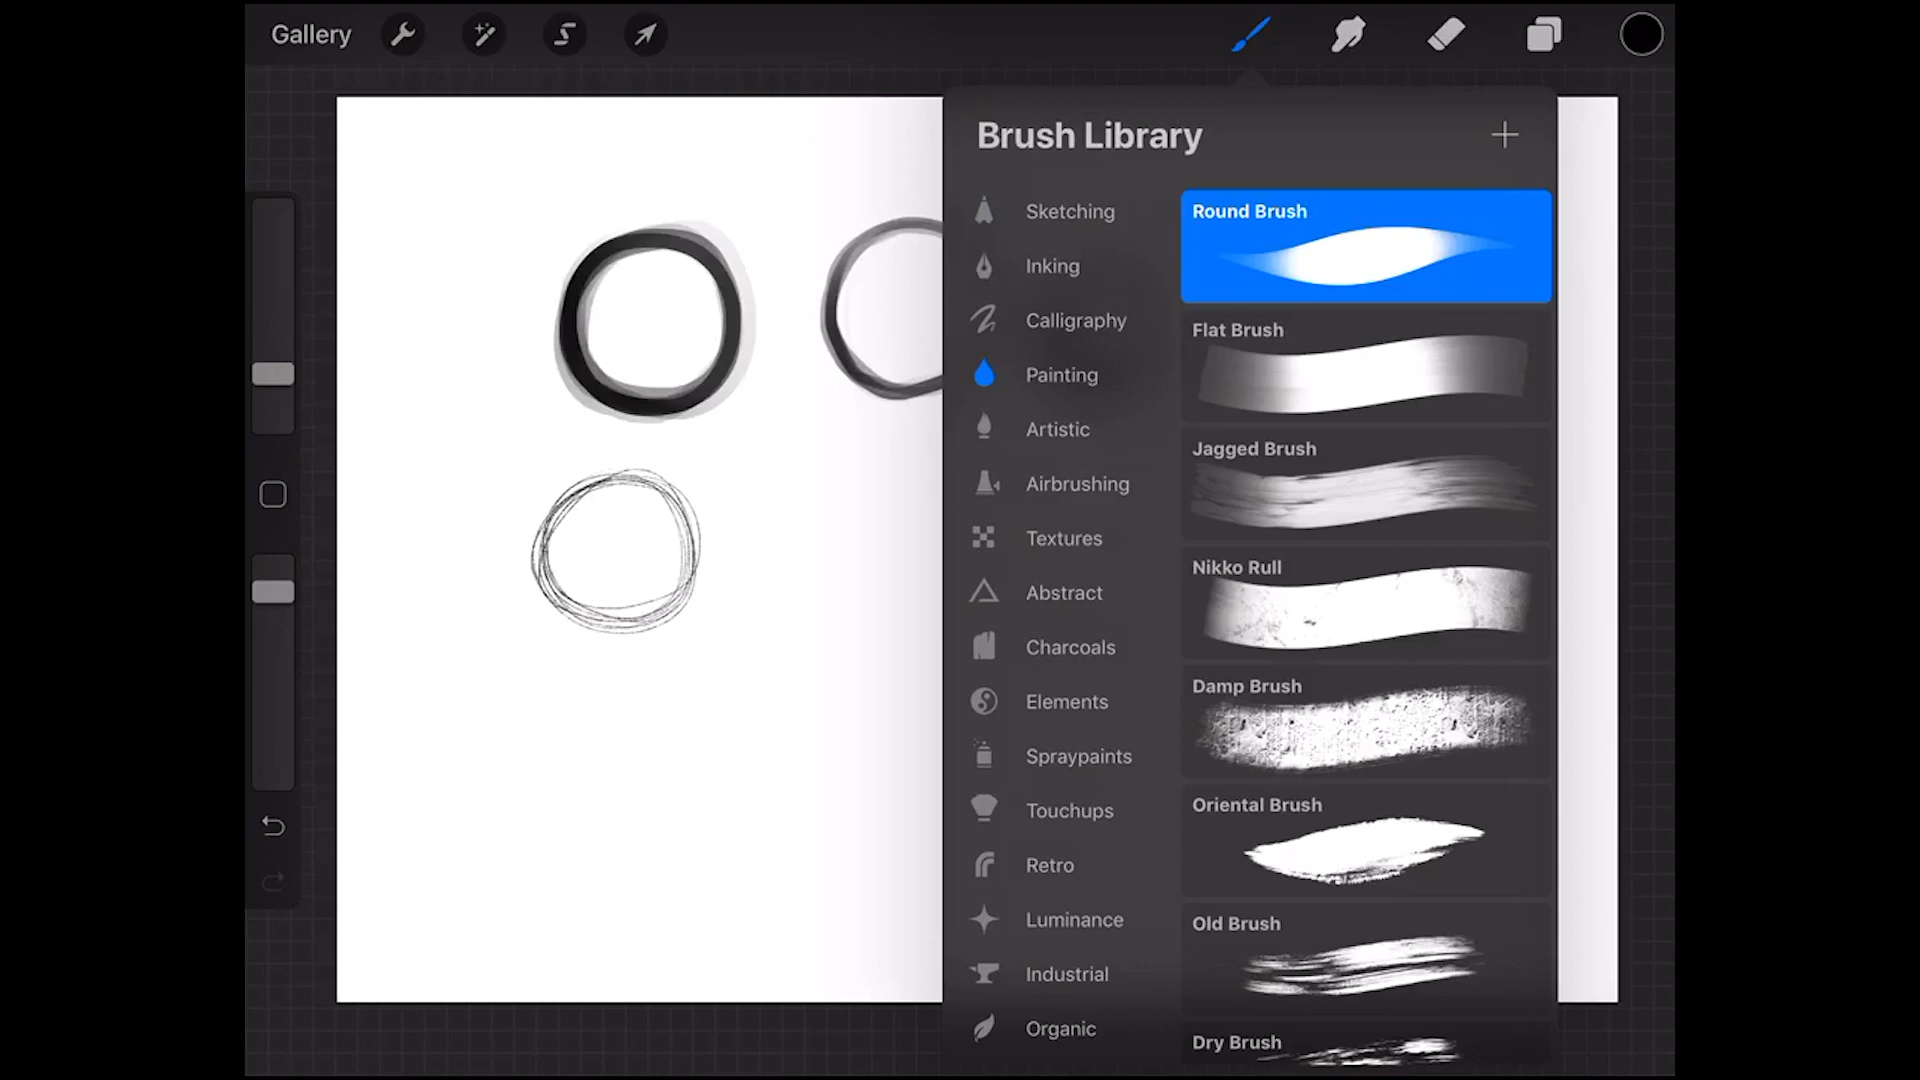 Gallery
Brush Library
Sketching
Inking
Calligraphy
Painting
Artistic
Airbrushing
Textures
Abstract
Charcoals
Elements
Spraypaints
Touchups
Retro
Luminance
Industrial
Organic
Round Brush
Flat Brush
Jagged Brush
Nikko Rull
Damp Brush
Oriental Brush
Old Brush
Dry Brush